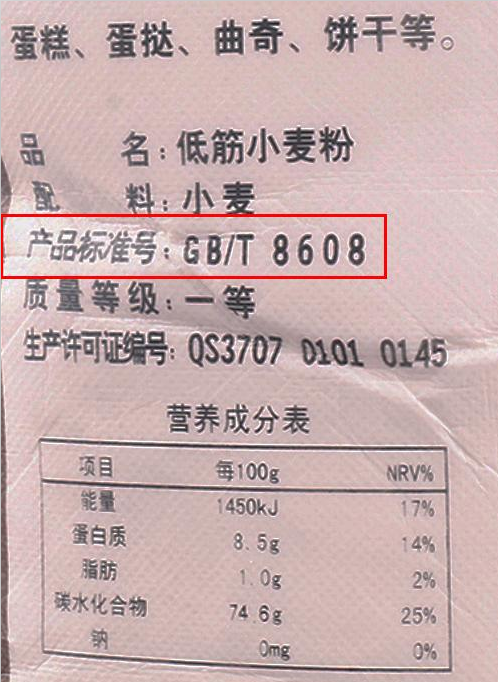 蛋糕、蛋挞、曲奇、饼干等。
品 名:低筋小麦粉
配 料:小麦
产品标准号:GB/T 8608
质量等级:一等
生产许可证编号:QS3707 0101 0145
营养成分表
项目 每100g NRV%
能量 1450kJ 17%
蛋白质 8.5g 14%
脂肪 1.0g 2%
碳水化合物 74.6g 25%
钠 0mg 0%